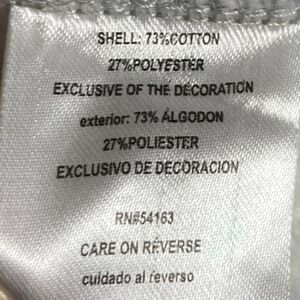 SHELL: 73%COTTON
27%POLYESTER
EXCLUSIVE OF THE DECORATION
exterior: 73% ALGODON
27%POLIESTER
EXCLUSIVO DE DECORACION
RN#54163
CARE ON REVERSE
cuidado al reverso